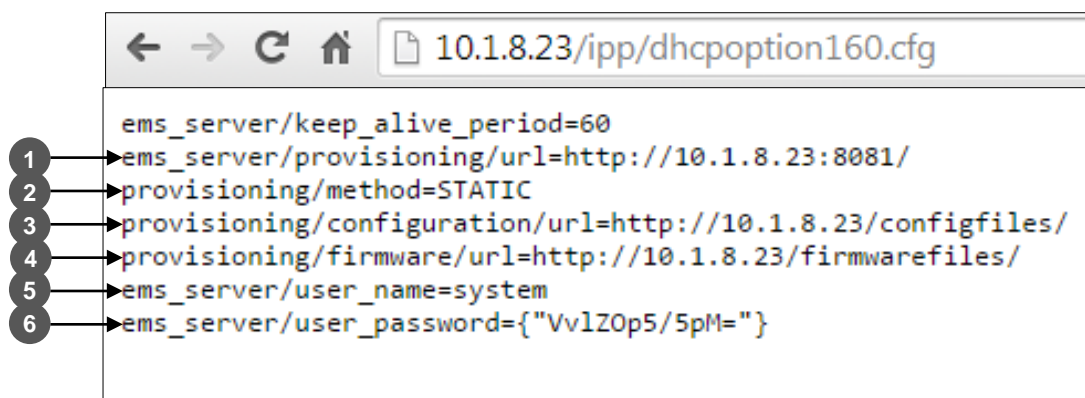 10.1.8.23/ipp/dhcpoption160.cfg
ems_server/keep_alive_period=60
1 ems_server/provisioning/url=http://10.1.8.23:8081/
2 provisioning/method=STATIC
3 provisioning/configuration/url=http://10.1.8.23/configfiles/
4 provisioning/firmware/url=http://10.1.8.23/firmwarefiles/
5 ems_server/user_name=system
6 ems_server/user_password={"VvlZOp5/5pM="}